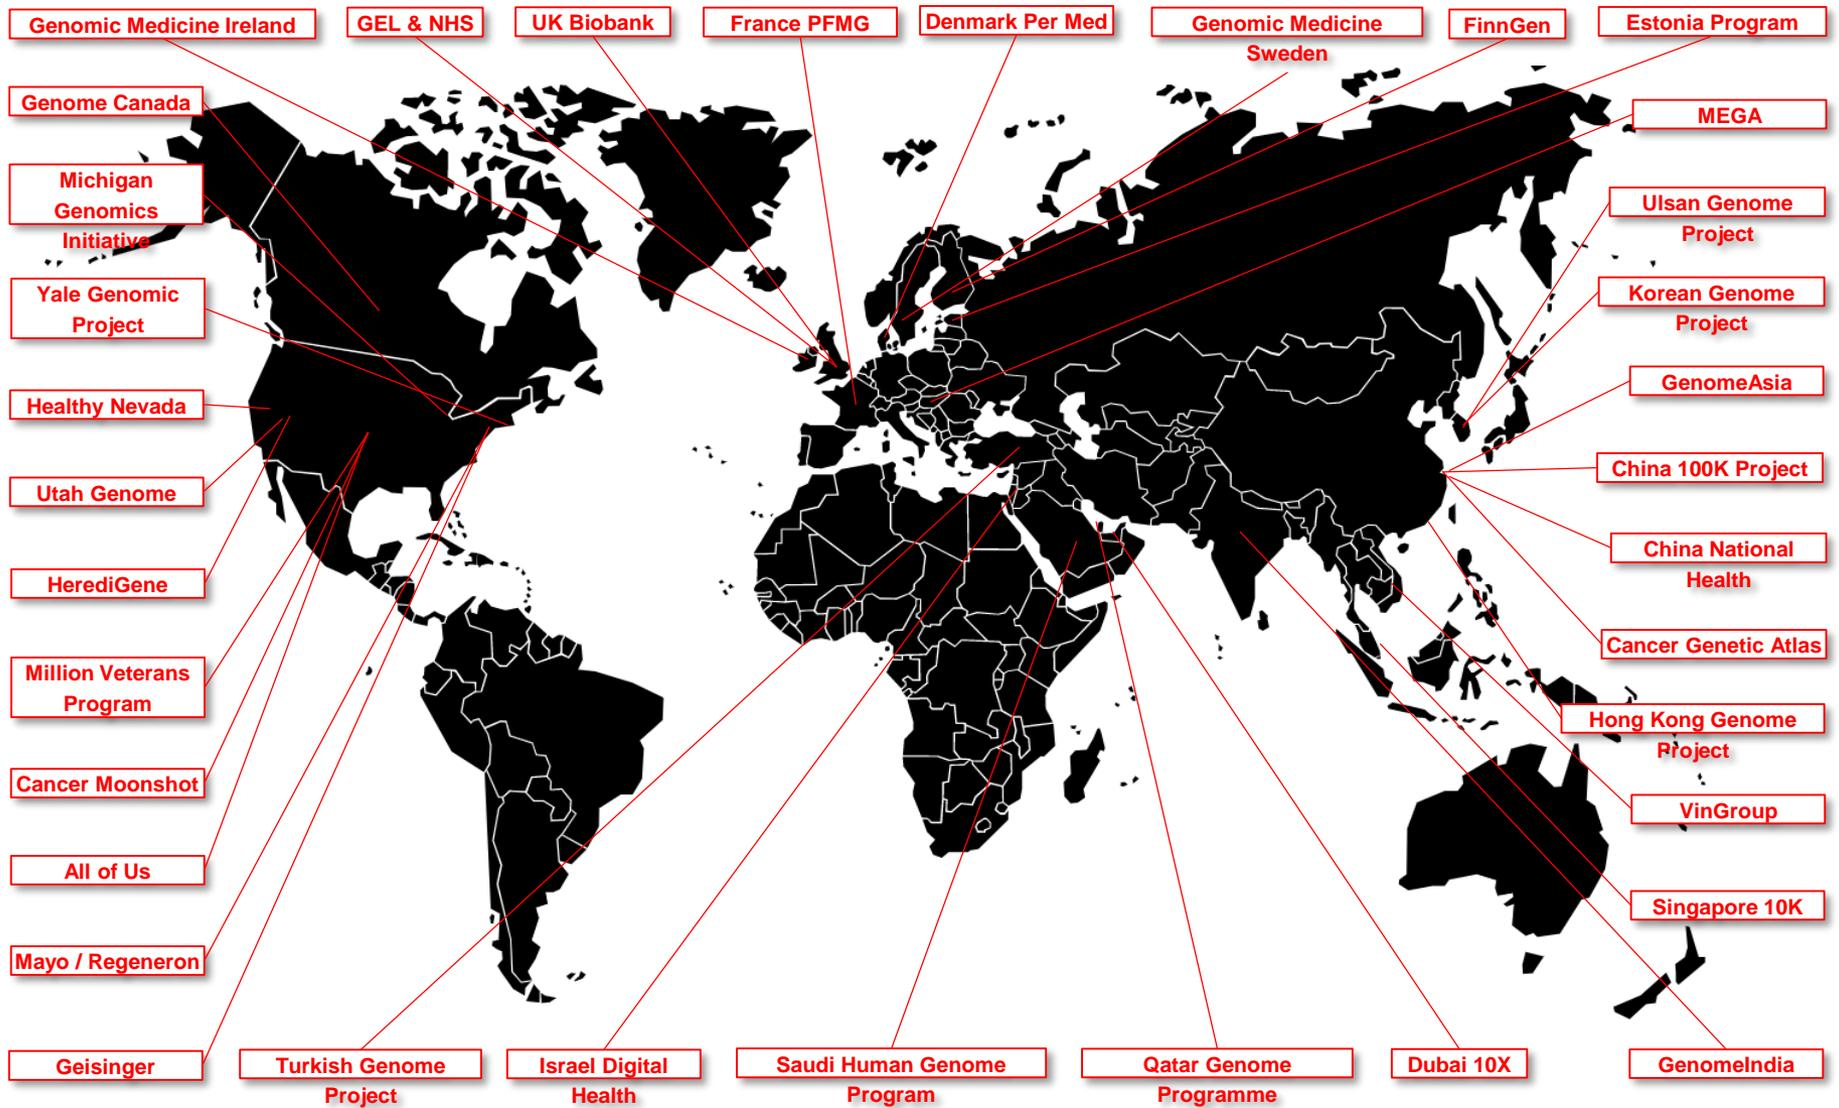 Genomic Medicine Ireland
GEL & NHS
UK Biobank
France PFMG
Denmark Per Med
Genomic Medicine
Sweden
FinnGen
Estonia Program
Genome Canada
MEGA
Michigan
Genomics
Initiative
Ulsan Genome
Project
Yale Genomic
Project
Korean Genome
Project
Healthy Nevada
GenomeAsia
Utah Genome
China 100K Project
HerediGene
China National
Health
Million Veterans
Program
Cancer Genetic Atlas
Hong Kong Genome
Project
Cancer Moonshot
VinGroup
All of Us
Singapore 10K
Mayo / Regeneron
Geisinger
Turkish Genome
Project
Israel Digital
Health
Saudi Human Genome
Program
Qatar Genome
Programme
Dubai 10X
GenomeIndia